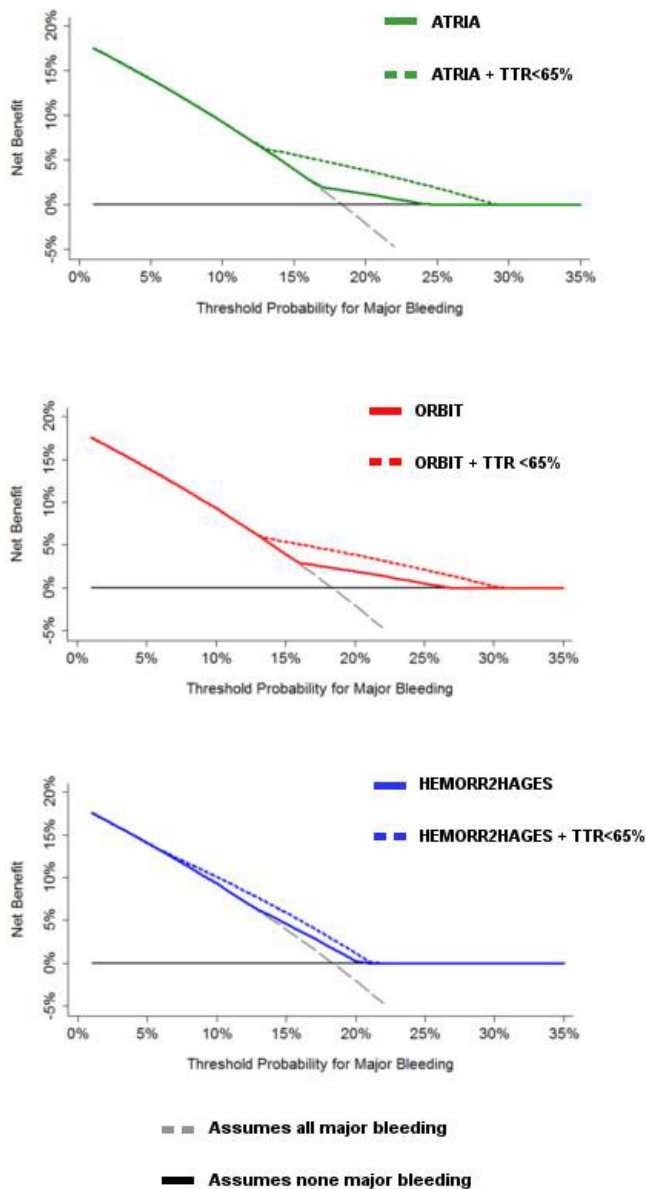 20%
15%
10%
5%
0%
-5%
Net Benefit
ATRIA
ATRIA + TTR<65%
0% 5% 10% 15% 20% 25% 30% 35%
Threshold Probability for Major Bleeding
20%
15%
10%
5%
0%
-5%
Net Benefit
ORBIT
ORBIT + TTR <65%
0% 5% 10% 15% 20% 25% 30% 35%
Threshold Probability for Major Bleeding
20%
15%
10%
5%
0%
-5%
Net Benefit
HEMORR2HAGES
HEMORR2HAGES + TTR<65%
0% 5% 10% 15% 20% 25% 30% 35%
Threshold Probability for Major Bleeding
Assumes all major bleeding
Assumes none major bleeding